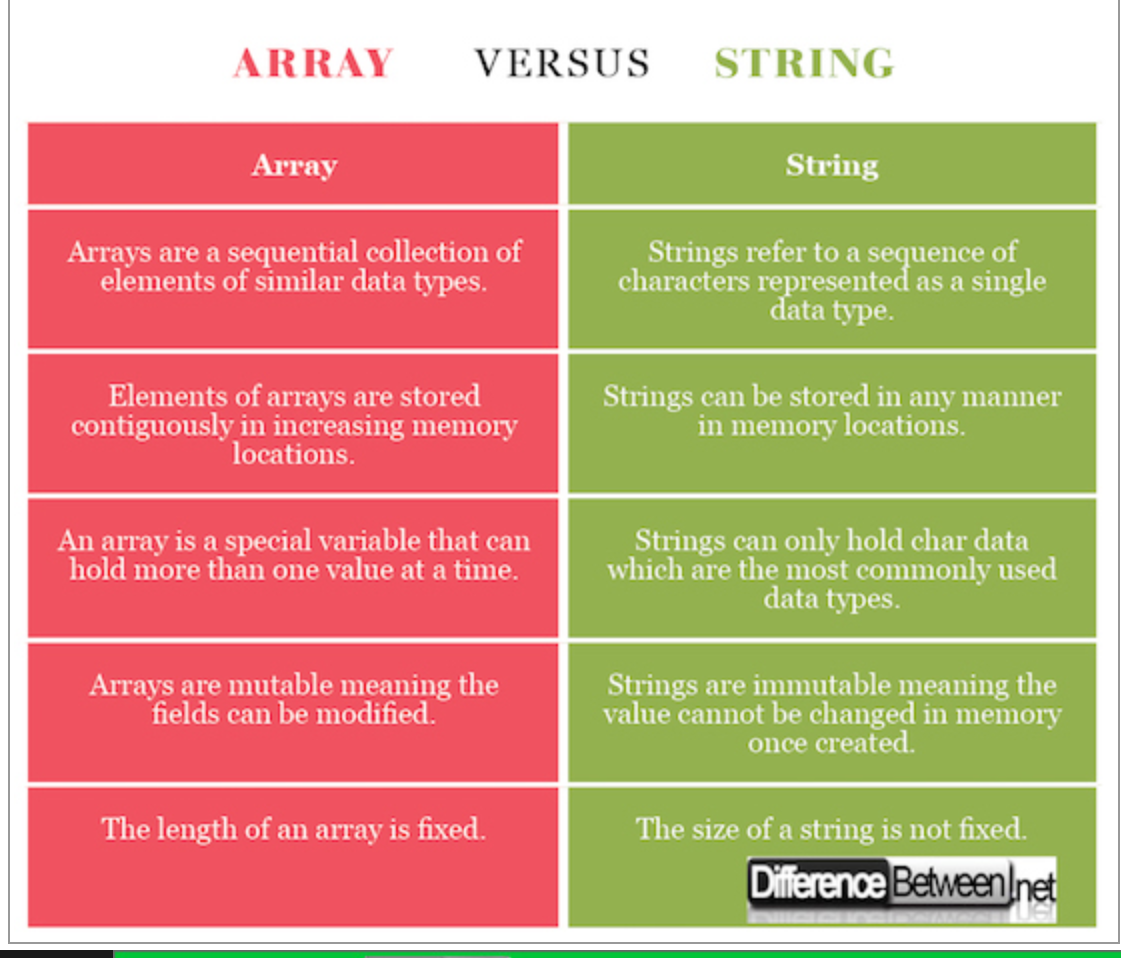 ARRAY VERSUS STRING
Array
String
Arrays are a sequential collection of
elements of similar data types.
Strings refer to a sequence of
characters represented as a single
data type.
Elements of arrays are stored
contiguously in increasing memory
locations.
Strings can be stored in any manner
in memory locations.
An array is a special variable that can
hold more than one value at a time.
Strings can only hold char data
which are the most commonly used
data types.
Arrays are mutable meaning the
fields can be modified.
Strings are immutable meaning the
value cannot be changed in memory
once created.
The length of an array is fixed.
The size of a string is not fixed.
DifferenceBetween.net